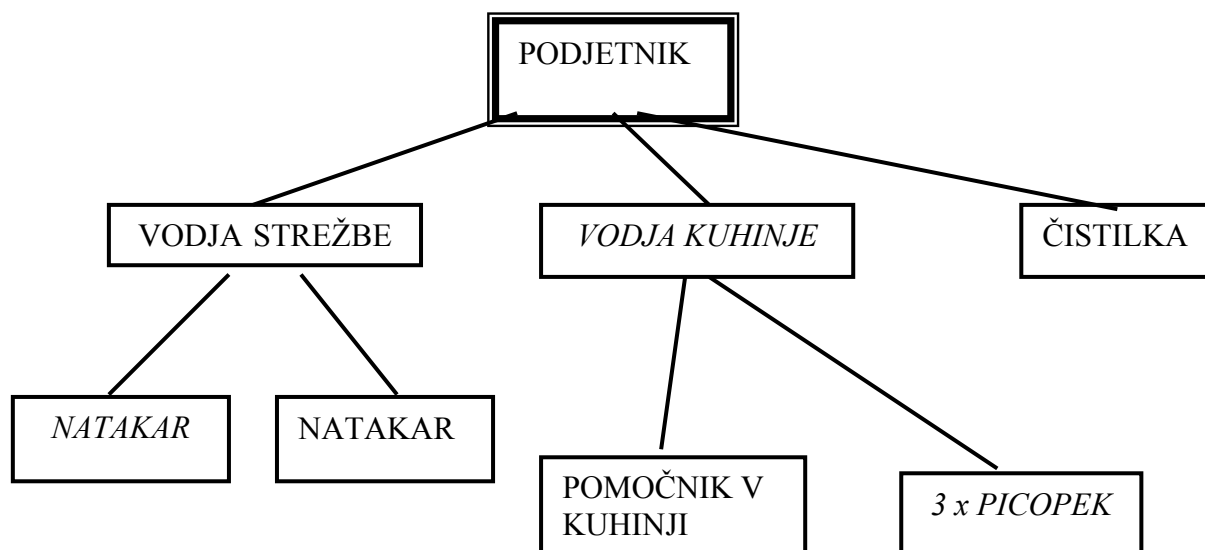 PODJETNIK
VODJA STREŽBE
VODJA KUHINJE
ČISTILKA
NATAKAR
NATAKAR
POMOČNIK V
KUHINJI
3 x PICOPEK